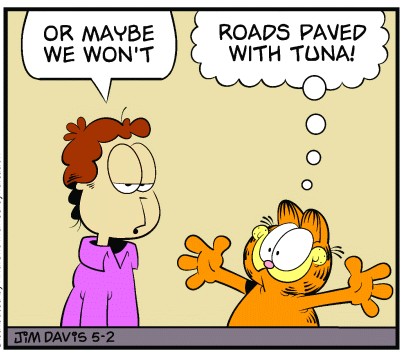 OR MAYBE
WE WON'T
ROADS PAVED
WITH TUNA!
JIM DAVIS 5-2